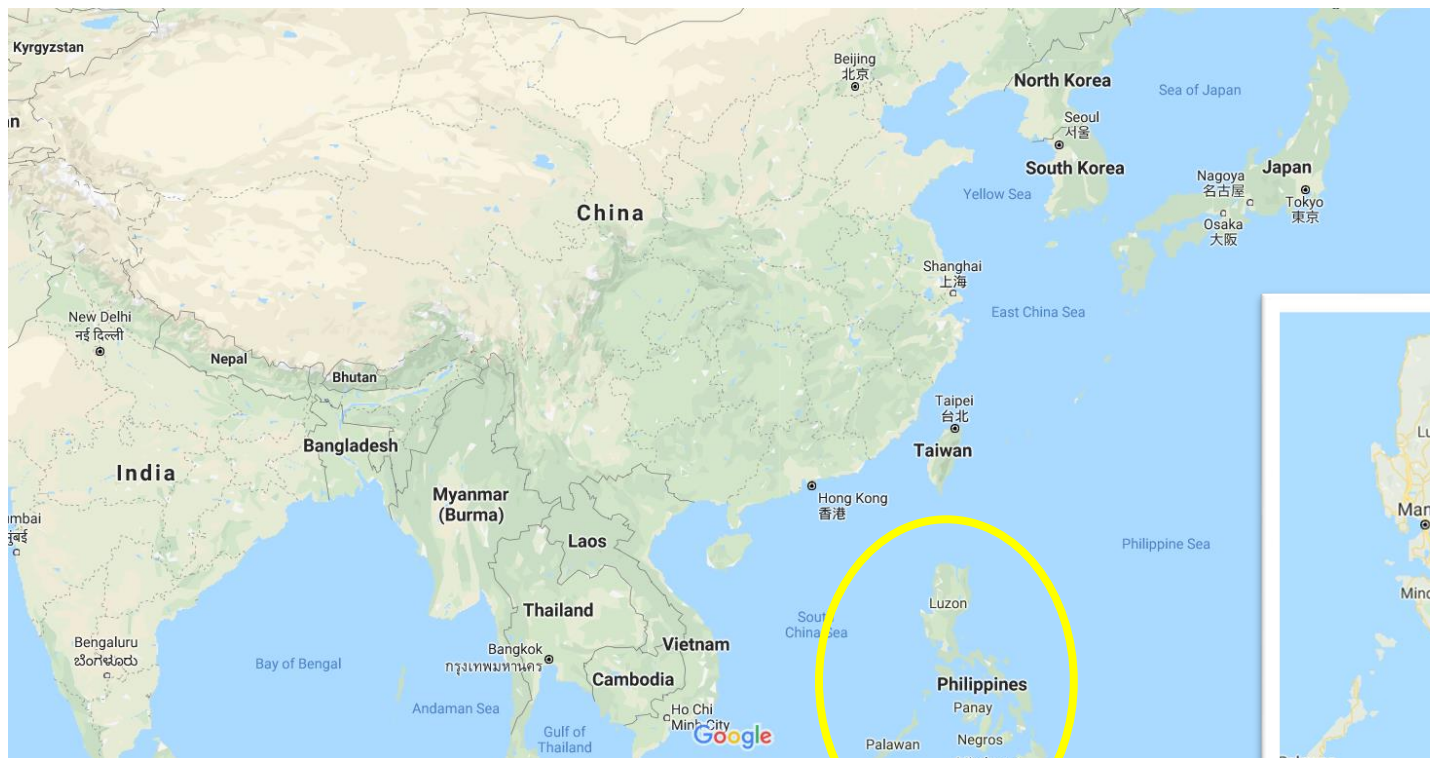 Kyrgyzstan
Beijing
北京
North Korea
Sea of Japan
Seoul
서울
South Korea
Japan
Nagoya
名古屋
Tokyo
東京
Osaka
大阪
Yellow Sea
China
Shanghai
上海
East China Sea
New Delhi
नई दिल्ली
Nepal
Bhutan
Taipei
台北
Taiwan
Bangladesh
India
Myanmar
(Burma)
Hong Kong
香港
Laos
Philippine Sea
Thailand
Luzon
South
China Sea
Bengaluru
ಬೆಂಗಳೂರು
Bangkok
กรุงเทพมหานคร
Vietnam
Bay of Bengal
Cambodia
Philippines
Panay
Andaman Sea
Ho Chi
Minh City
Gulf of
Thailand
Google
Palawan
Negros